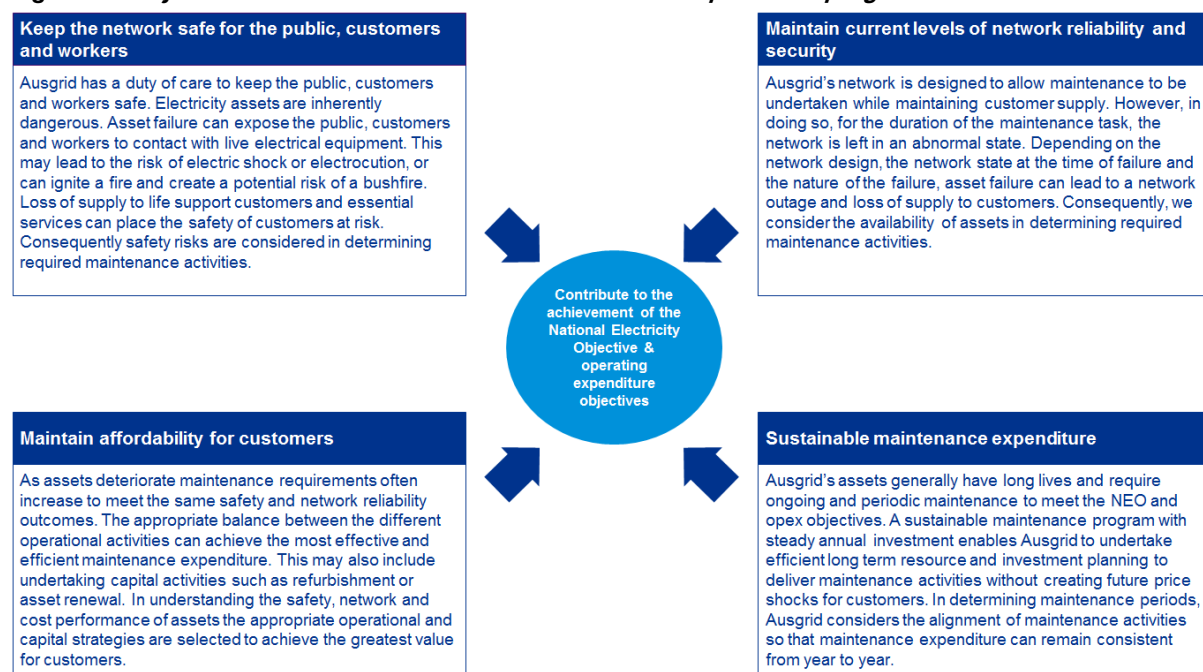 Keep the network safe for the public, customers
and workers
Ausgrid has a duty of care to keep the public, customers
and workers safe. Electricity assets are inherently
dangerous. Asset failure can expose the public, customers
and workers to contact with live electrical equipment. This
may lead to the risk of electric shock or electrocution, or
can ignite a fire and create a potential risk of a bushfire.
Loss of supply to life support customers and essential
services can place the safety of customers at risk.
Consequently safety risks are considered in determining
required maintenance activities.
Maintain current levels of network reliability and
security
Ausgrid's network is designed to allow maintenance to be
undertaken while maintaining customer supply. However, in
doing so, for the duration of the maintenance task, the
network is left in an abnormal state. Depending on the
network design, the network state at the time of failure and
the nature of the failure, asset failure can lead to a network
outage and loss of supply to customers. Consequently, we
consider the availability of assets in determining required
maintenance activities.
Contribute to the
achievement of the
National Electricity
Objective &
operating
expenditure
objectives
Maintain affordability for customers
As assets deteriorate maintenance requirements often
increase to meet the same safety and network reliability
outcomes. The appropriate balance between the different
operational activities can achieve the most effective and
efficient maintenance expenditure. This may also include
undertaking capital activities such as refurbishment or
asset renewal. In understanding the safety, network and
cost performance of assets the appropriate operational and
capital strategies are selected to achieve the greatest value
for customers.
Sustainable maintenance expenditure
Ausgrid's assets generally have long lives and require
ongoing and periodic maintenance to meet the NEO and
opex objectives. A sustainable maintenance program with
steady annual investment enables Ausgrid to undertake
efficient long term resource and investment planning to
deliver maintenance activities without creating future price
shocks for customers. In determining maintenance periods,
Ausgrid considers the alignment of maintenance activities
so that maintenance expenditure can remain consistent
from year to year.